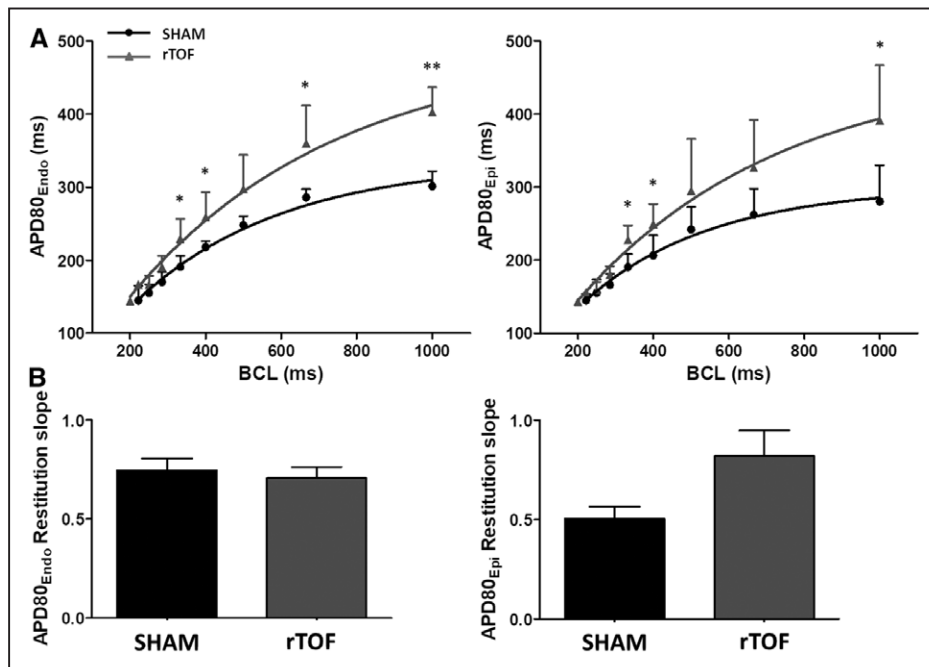 A
SHAM
rTOF
500
400
300
200
100
APD80Endo (ms)
*
*
*
**
200
400
600
800
1000
BCL (ms)
500
400
300
200
100
APD80Epi (ms)
*
*
*
200
400
600
800
1000
BCL (ms)
B
1.0
0.5
0.0
APD80Endo Restitution slope
SHAM
rTOF
1.0
0.5
0.0
APD80Epi Restitution slope
SHAM
rTOF